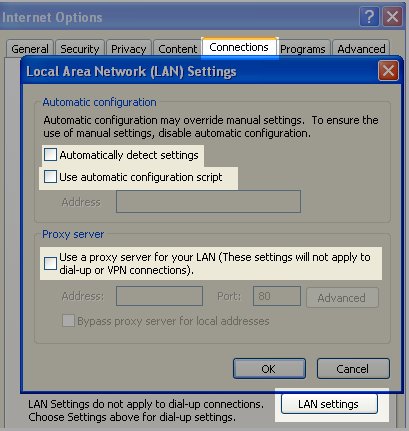 Internet Options
General Security Privacy Content Connections Programs Advanced
Local Area Network (LAN) Settings
Automatic configuration
Automatic configuration may override manual settings. To ensure the
use of manual settings, disable automatic configuration.
Automatically detect settings
Use automatic configuration script
Address
Proxy server
Use a proxy server for your LAN (These settings will not apply to
dial-up or VPN connections).
Address: Port: 80 Advanced
Bypass proxy server for local addresses
OK Cancel
LAN Settings do not apply to dial-up connections. LAN settings
Choose Settings above for dial-up settings.